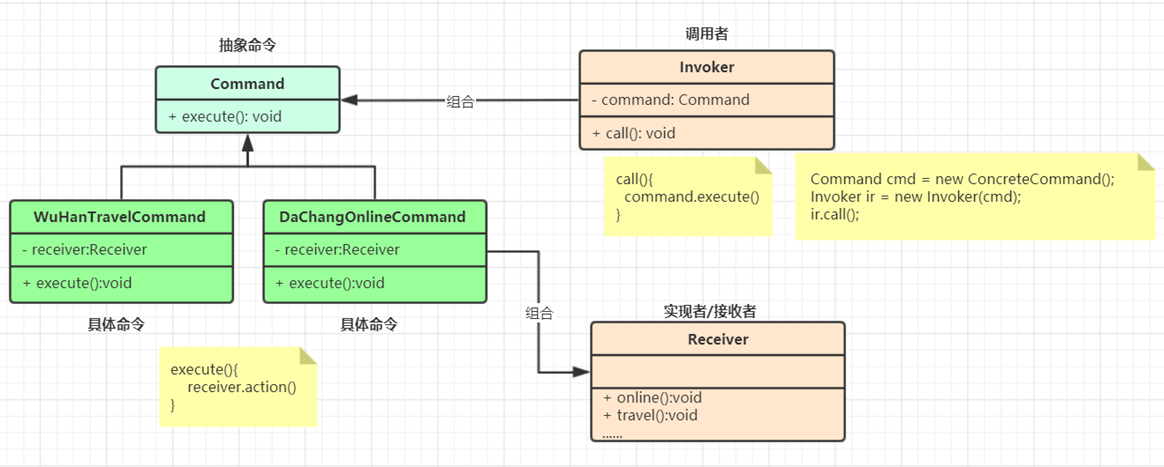 抽象命令
Command
+ execute(): void
组合
调用者
Invoker
- command: Command
+ call(): void
call(){
command.execute()
}
Command cmd = new ConcreteCommand();
Invoker ir = new Invoker(cmd);
ir.call();
WuHanTravelCommand
- receiver:Receiver
+ execute():void
具体命令
DaChangOnlineCommand
- receiver:Receiver
+ execute():void
具体命令
execute(){
receiver.action()
}
组合
实现者/接收者
Receiver
+ online():void
+ travel():void
......